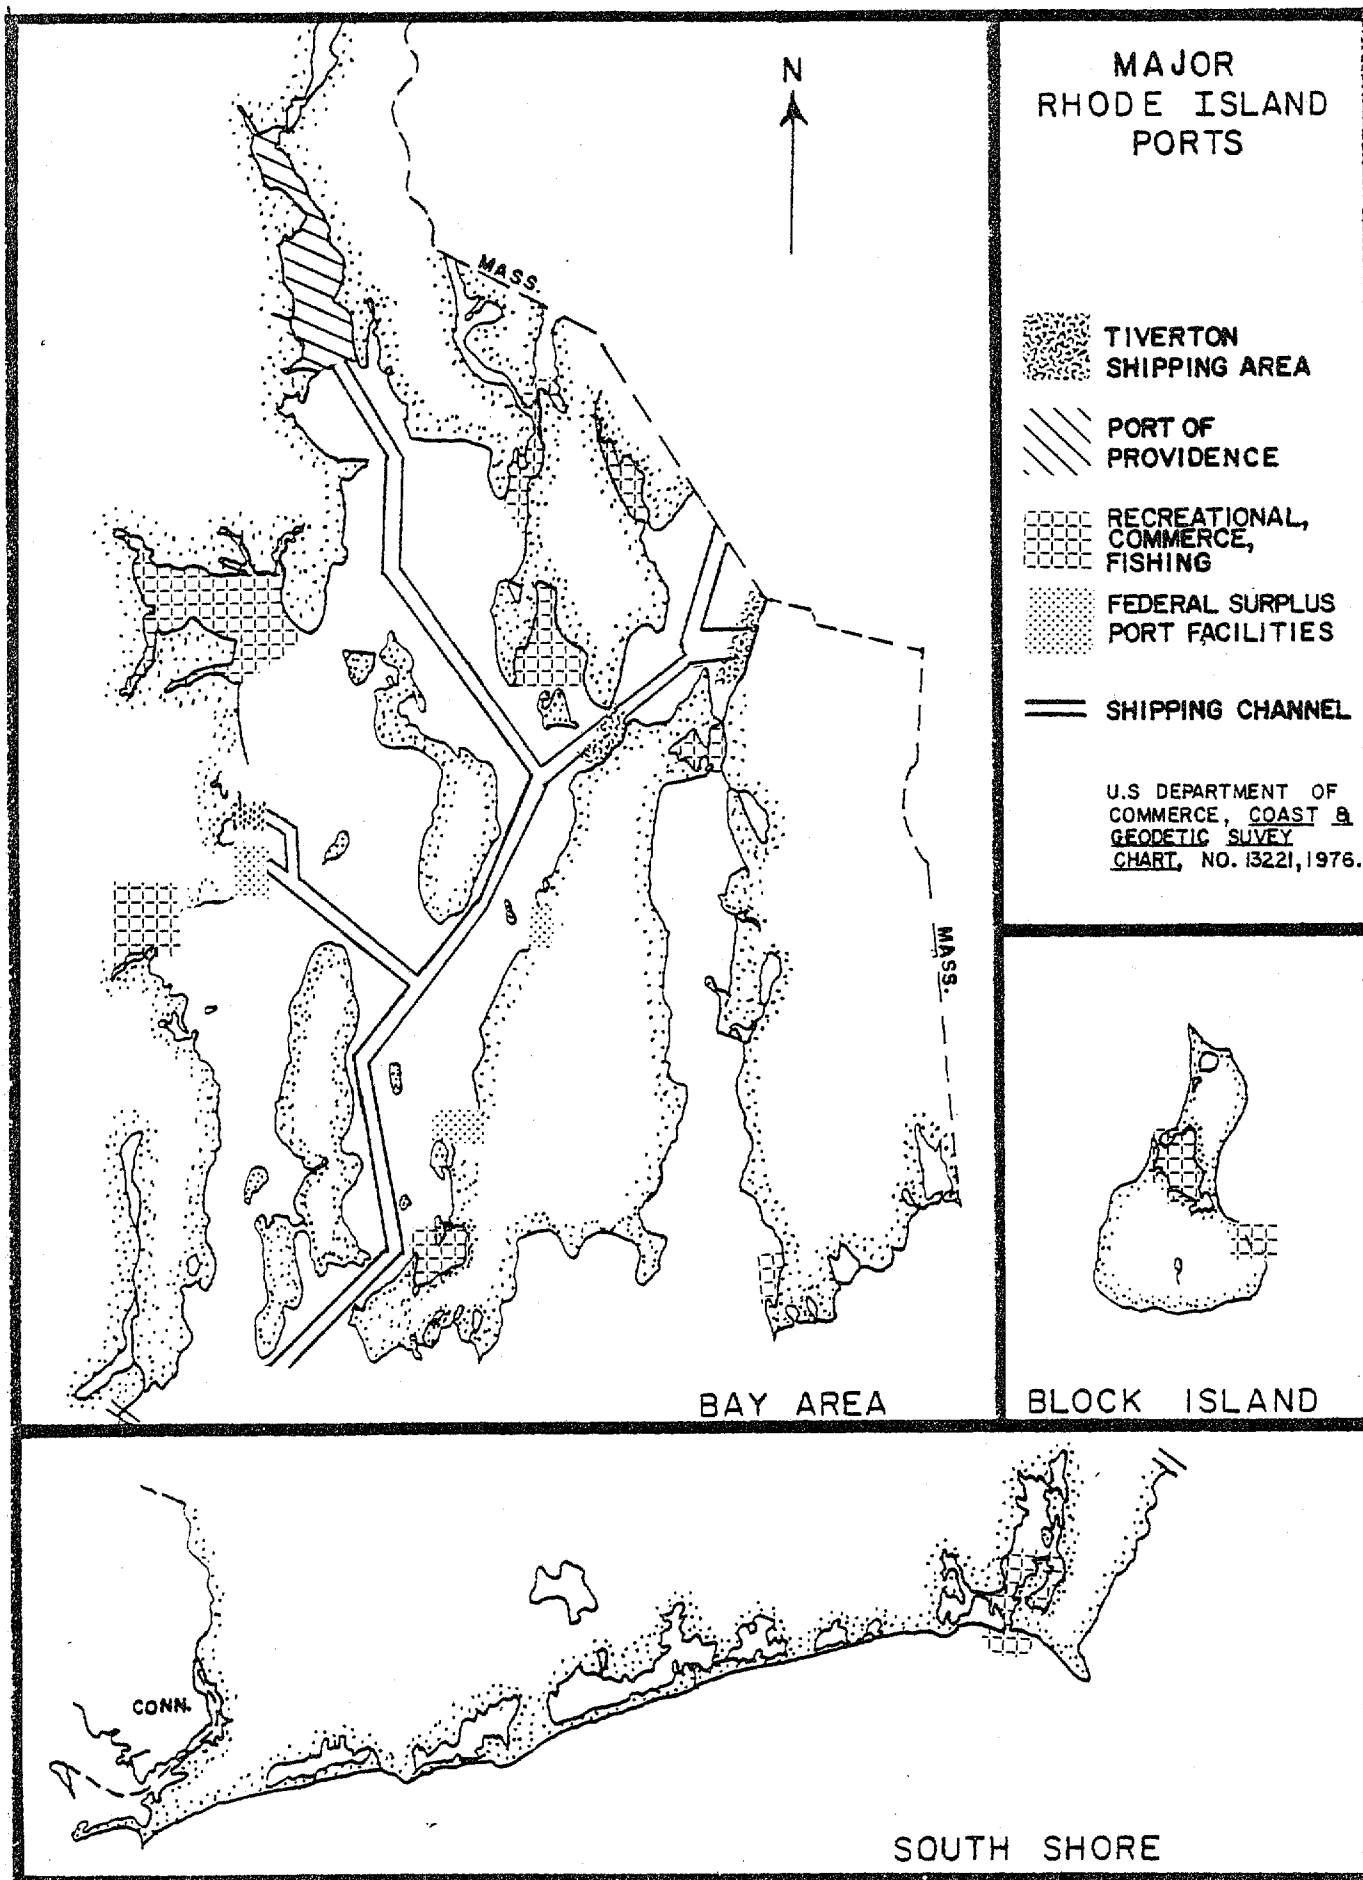 MAJOR
RHODE ISLAND
PORTS
N
MASS.
TIVERTON
SHIPPING AREA
PORT OF
PROVIDENCE
RECREATIONAL,
COMMERCE,
FISHING
FEDERAL SURPLUS
PORT FACILITIES
SHIPPING CHANNEL
U.S DEPARTMENT OF
COMMERCE, COAST &
GEODETIC SUVEY
CHART, NO. 13221, 1976.
MASS.
BAY AREA
BLOCK ISLAND
CONN.
SOUTH SHORE